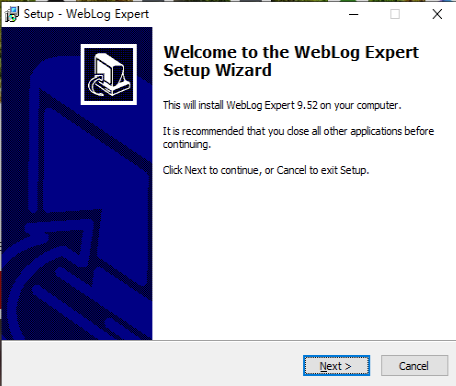 Setup - WebLog Expert
Welcome to the WebLog Expert
Setup Wizard
This will install WebLog Expert 9.52 on your computer.
It is recommended that you close all other applications before
continuing.
Click Next to continue, or Cancel to exit Setup.
Next >
Cancel